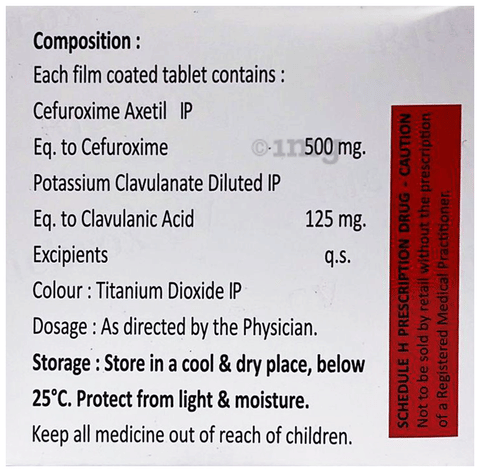 Composition :
Each film coated tablet contains :
Cefuroxime Axetil IP
Eq. to Cefuroxime 500 mg.
Potassium Clavulanate Diluted IP
Eq. to Clavulanic Acid 125 mg.
Excipients q.s.
Colour : Titanium Dioxide IP
Dosage : As directed by the Physician.
Storage : Store in a cool & dry place, below
25°C. Protect from light & moisture.
Keep all medicine out of reach of children.
SCHEDULE H PRESCRIPTION DRUG - CAUTION
Not to be sold by retail without the prescription
of a Registered Medical Practitioner.
©1mg